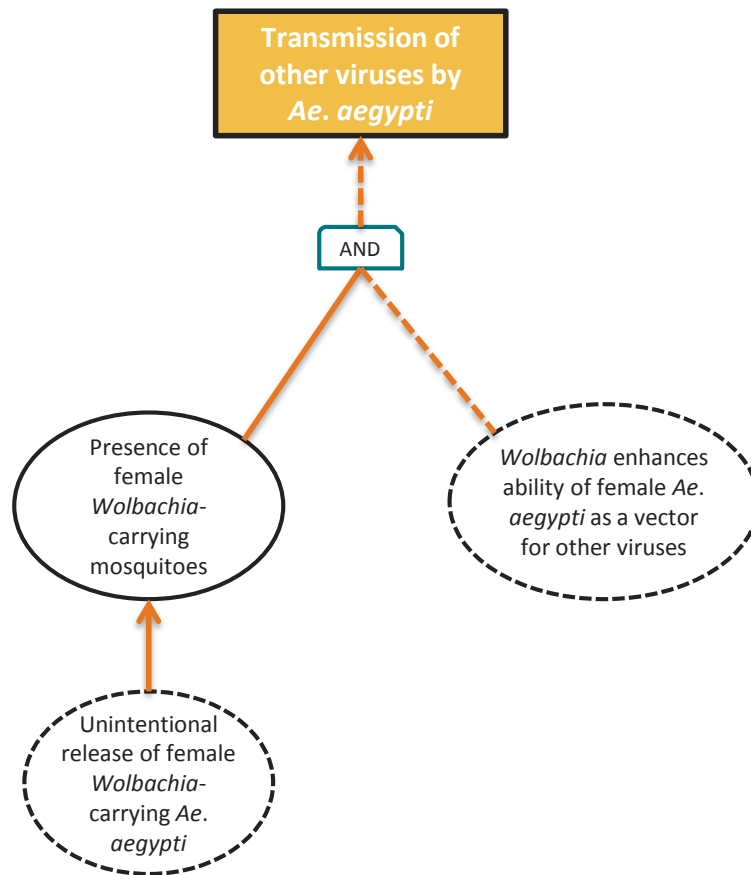 Transmission of
other viruses by
Ae. aegypti
AND
Presence of
female
Wolbachia-
carrying
mosquitoes
Wolbachia enhances
ability of female Ae.
aegypti as a vector
for other viruses
Unintentional
release of female
Wolbachia-
carrying Ae.
aegypti